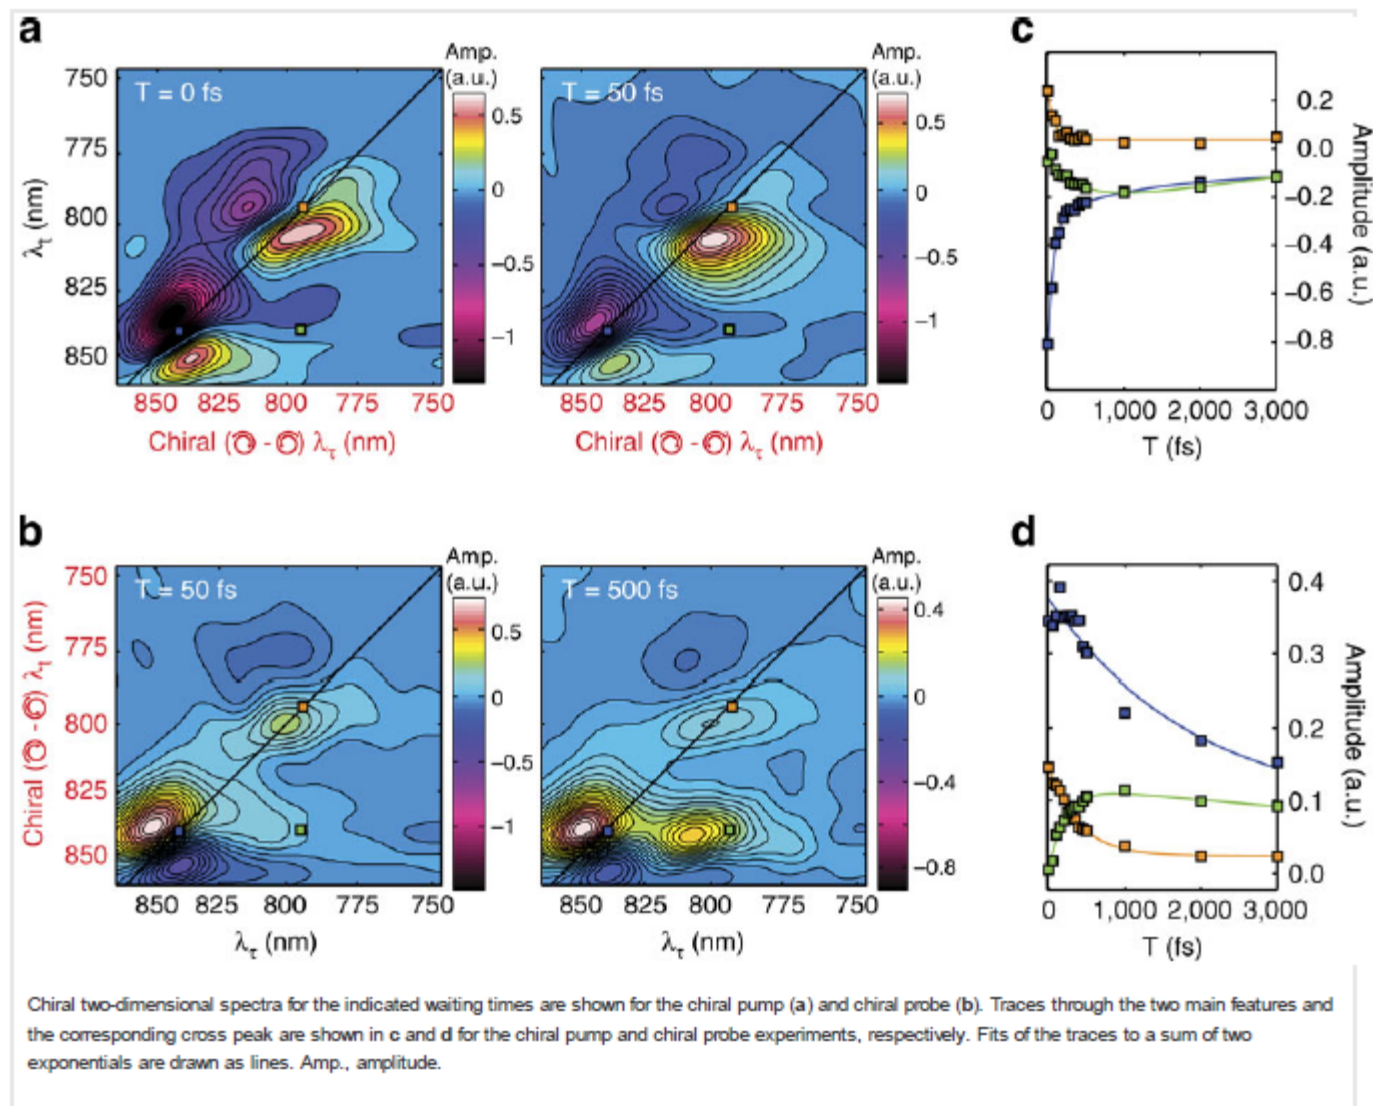 a
Amp.
(a.u.)
T = 0 fs
750
775
800
825
850
λt (nm)
0.5
0
−0.5
−1
850 825 800 775 750
Chiral (↻ - ↺) λτ (nm)
Amp.
(a.u.)
T = 50 fs
0.5
0
−0.5
−1
850 825 800 775 750
Chiral (↻ - ↺) λτ (nm)
c
0.2
0.0
−0.2
−0.4
−0.6
−0.8
Amplitude (a.u.)
0 1,000 2,000 3,000
T (fs)
b
Amp.
(a.u.)
T = 50 fs
750
775
800
825
850
Chiral (↻ - ↺) λt (nm)
0.5
0
−0.5
−1
850 825 800 775 750
λτ (nm)
Amp.
(a.u.)
T = 500 fs
0.4
0
−0.4
−0.8
850 825 800 775 750
λτ (nm)
d
0.4
0.3
0.2
0.1
0.0
Amplitude (a.u.)
0 1,000 2,000 3,000
T (fs)
Chiral two-dimensional spectra for the indicated waiting times are shown for the chiral pump (a) and chiral probe (b). Traces through the two main features and
the corresponding cross peak are shown in c and d for the chiral pump and chiral probe experiments, respectively. Fits of the traces to a sum of two
exponentials are drawn as lines. Amp., amplitude.